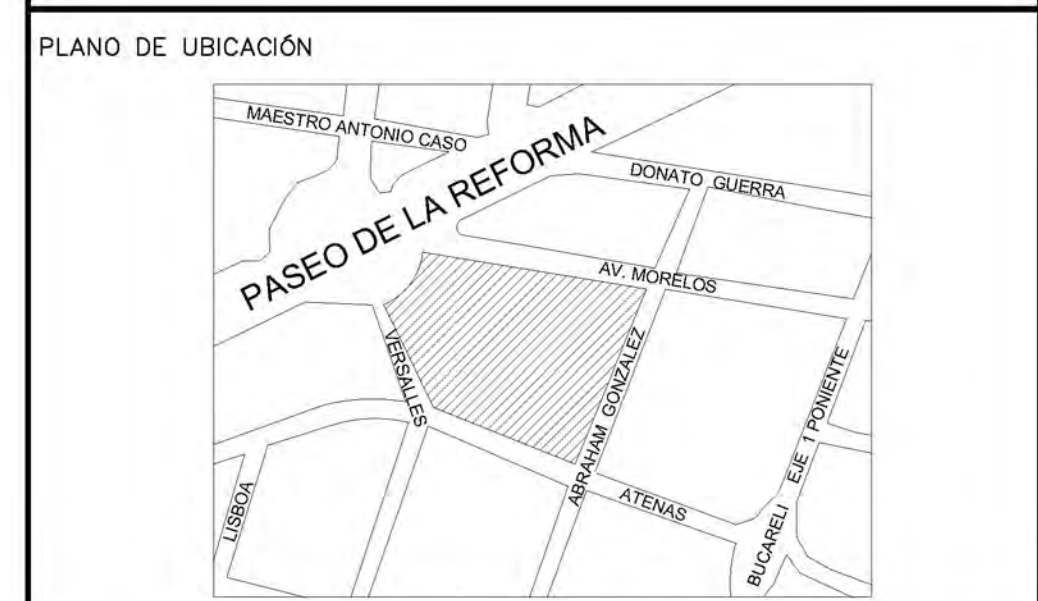 PLANO DE UBICACIÓN
MAESTRO ANTONIO CASO
PASEO DE LA REFORMA
DONATO GUERRA
AV. MORELOS
VERSALLES
ABRAHAM GONZALEZ
EJE 1 PONIENTE
LISBOA
ATENAS
BUCARELI